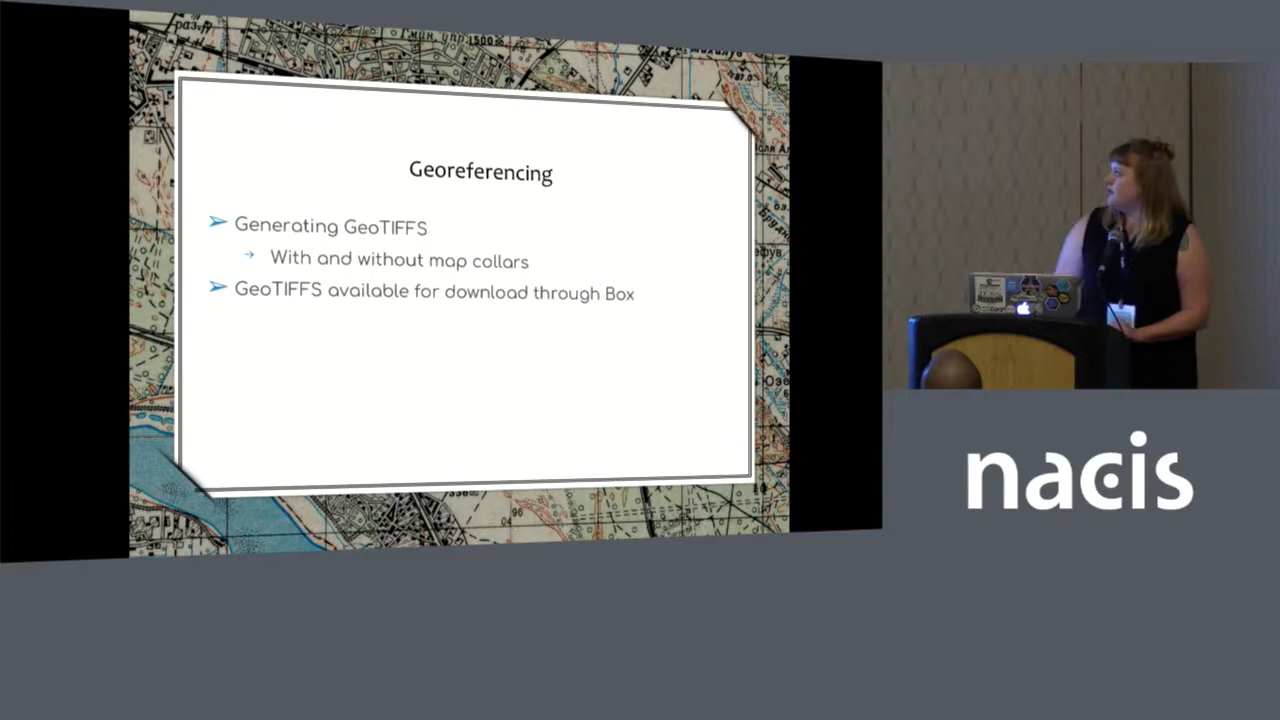 Georeferencing
➢ Generating GeoTIFFS
→ With and without map collars
➢ GeoTIFFS available for download through Box
nacis